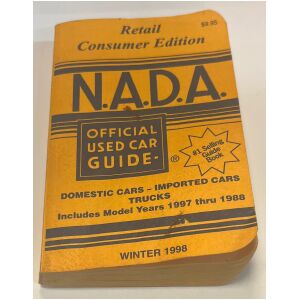 Retail
$9.95
Consumer Edition
N.A.D.A.
OFFICIAL
USED CAR
GUIDE-
®
#1 Selling
Guide
Book
DOMESTIC CARS – IMPORTED CARS
TRUCKS
Includes Model Years 1997 thru 1988
WINTER 1998